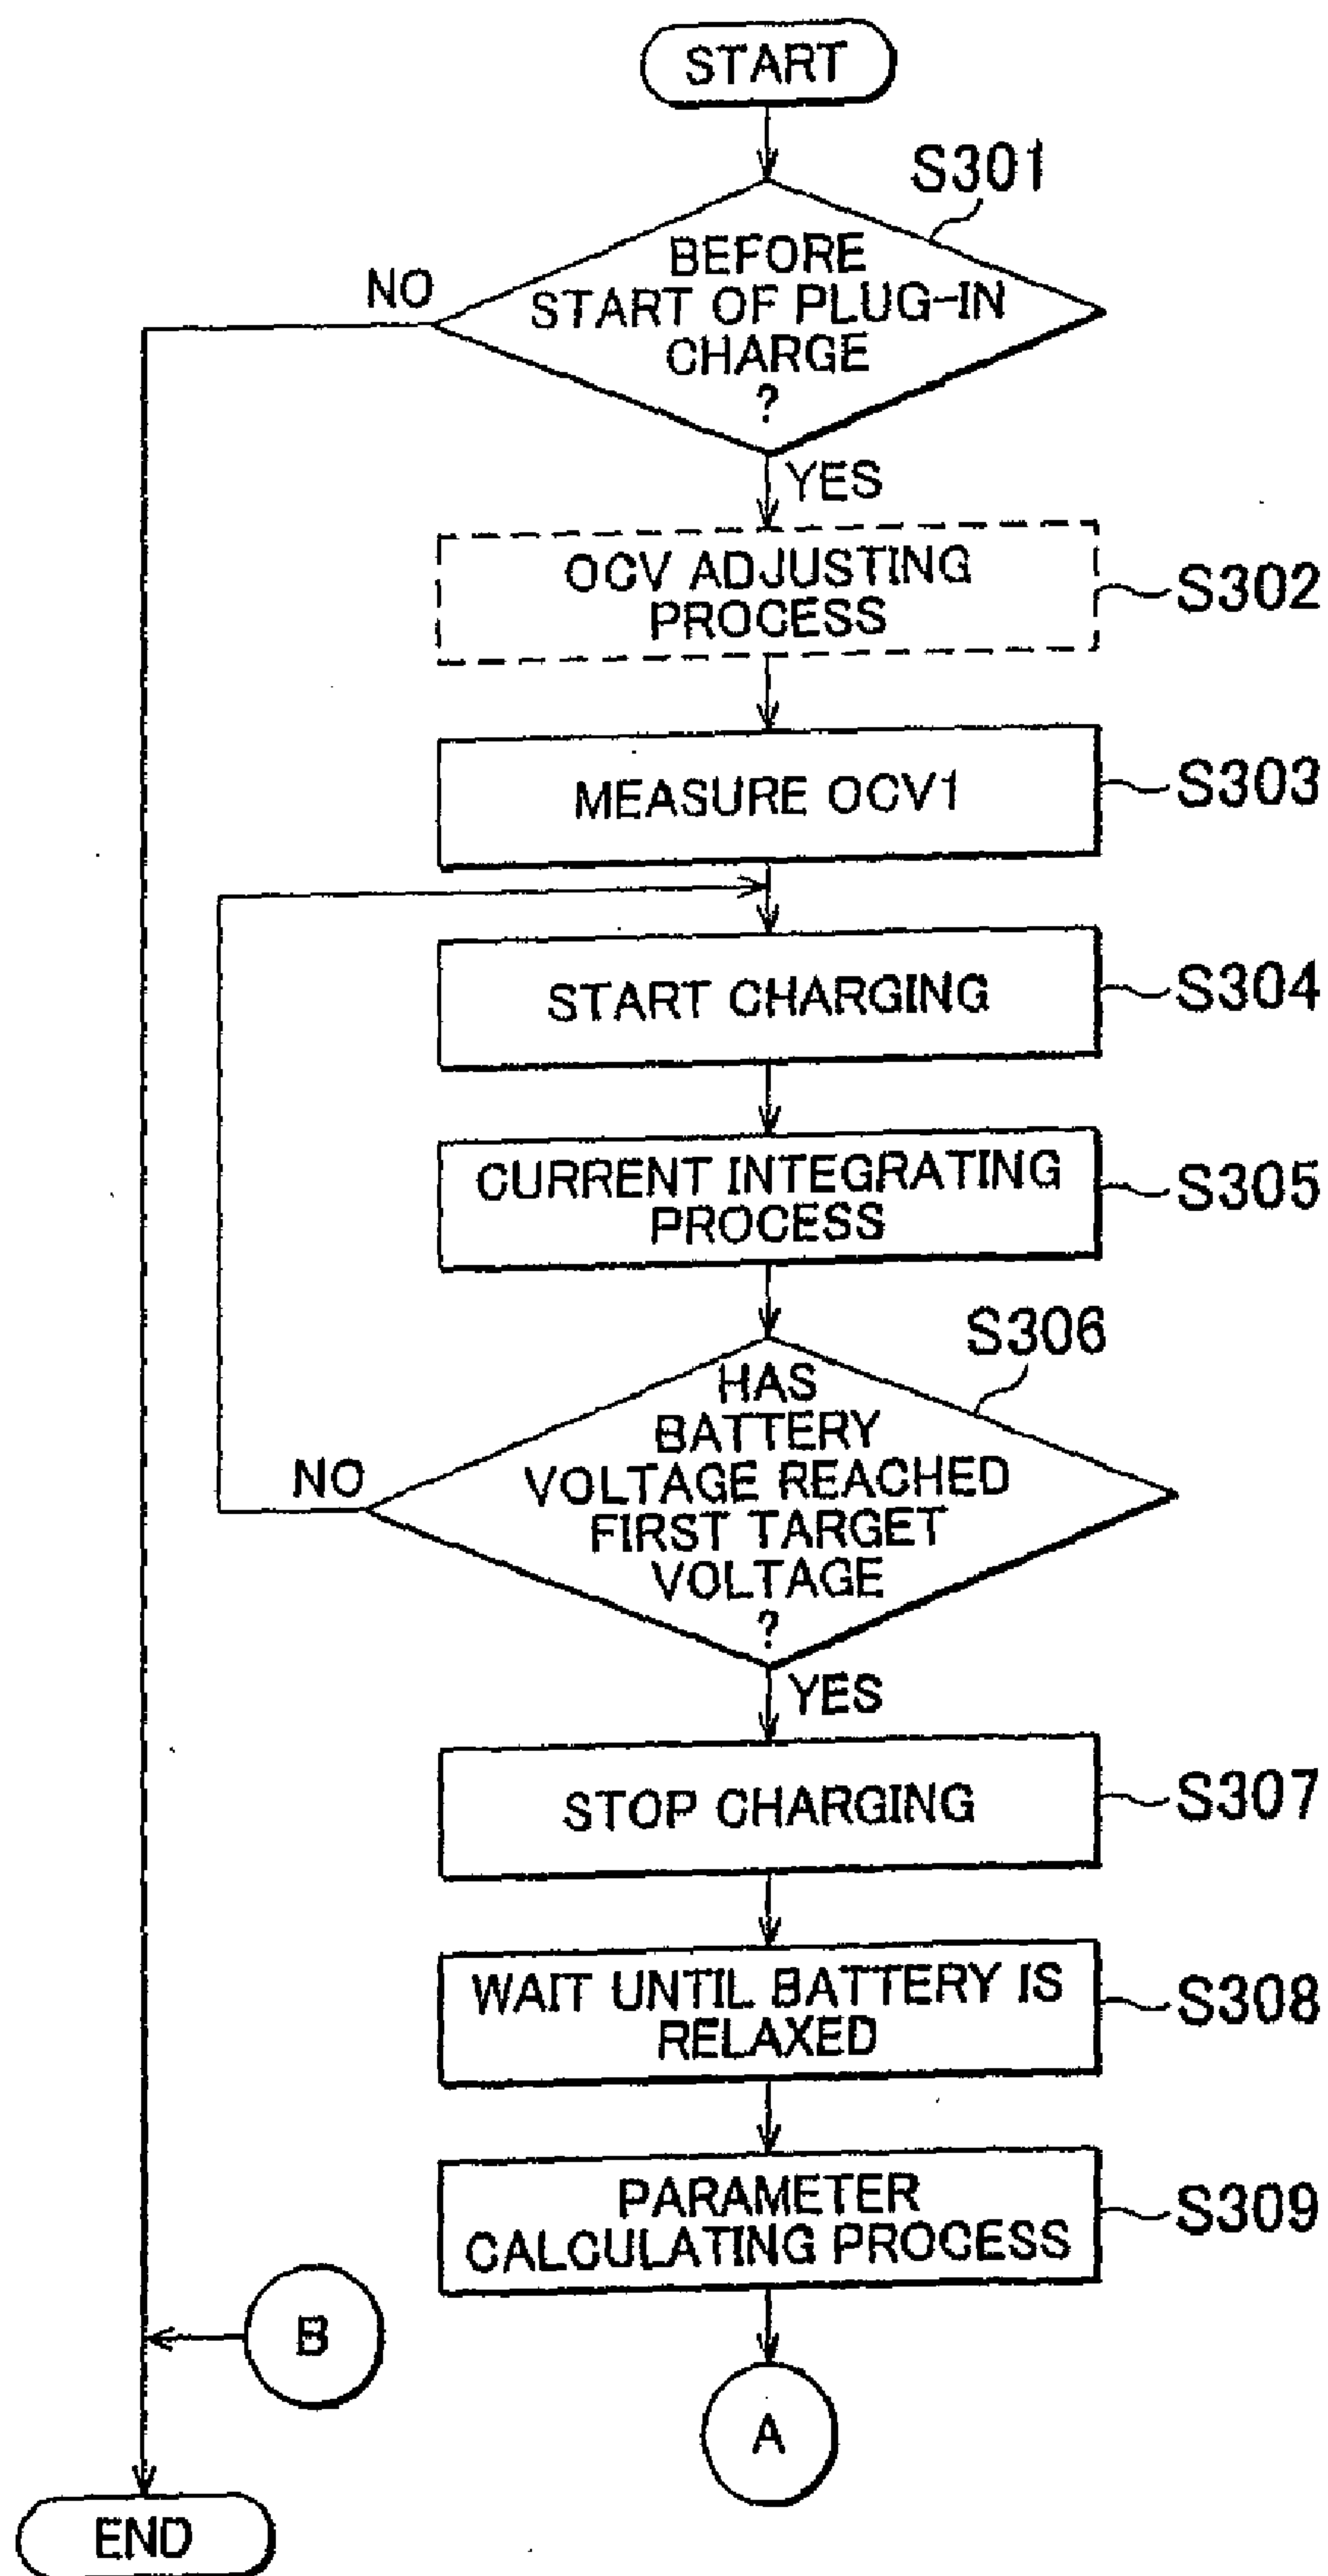 START
S301
BEFORE
START OF PLUG-IN
CHARGE
?
NO
YES
OCV ADJUSTING
PROCESS
S302
MEASURE OCV1
S303
START CHARGING
S304
CURRENT INTEGRATING
PROCESS
S305
S306
HAS
BATTERY
VOLTAGE REACHED
FIRST TARGET
VOLTAGE
?
NO
YES
STOP CHARGING
S307
WAIT UNTIL BATTERY IS
RELAXED
S308
PARAMETER
CALCULATING PROCESS
S309
B
A
END